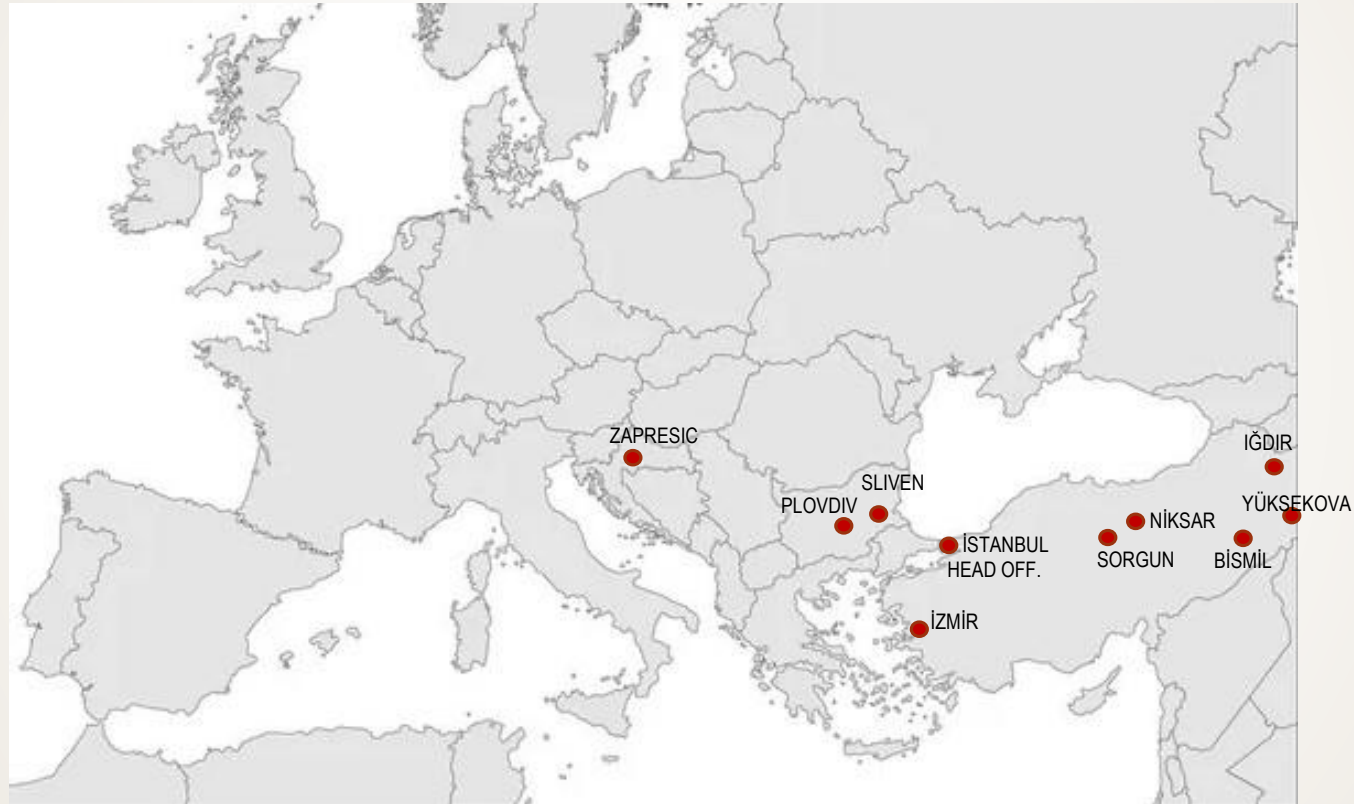 ZAPRESIC
IĞDIR
SLIVEN
PLOVDIV
YÜKSEKOVA
NİKSAR
İSTANBUL
HEAD OFF.
SORGUN
BİSMİL
İZMİR